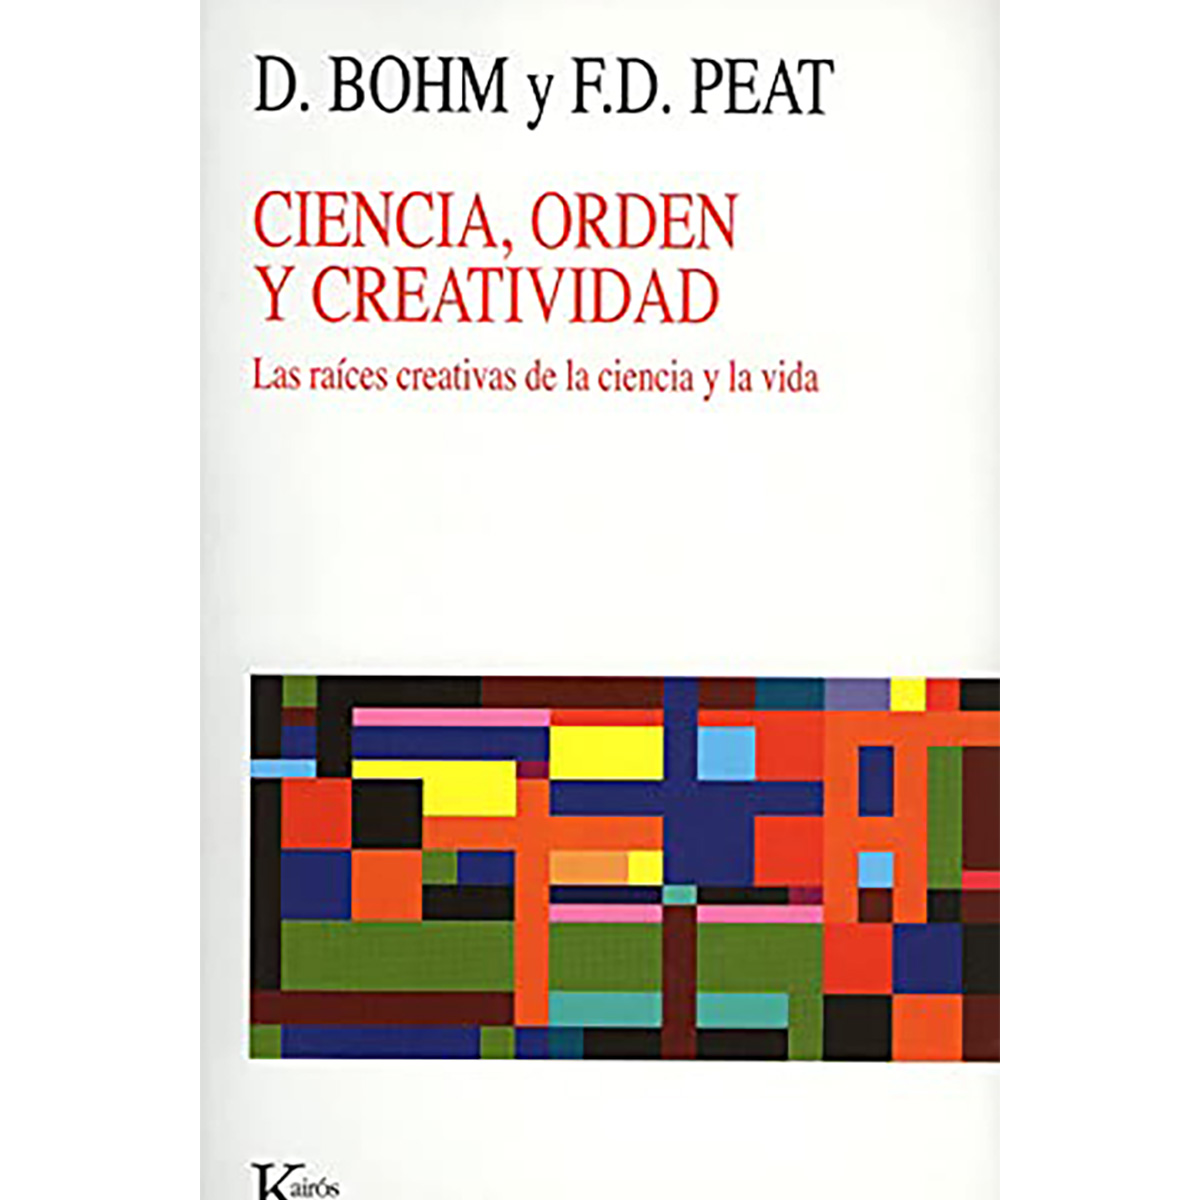 D. BOHM y F.D. PEAT
CIENCIA, ORDEN
Y CREATIVIDAD
Las raíces creativas de la ciencia y la vida
Kairós